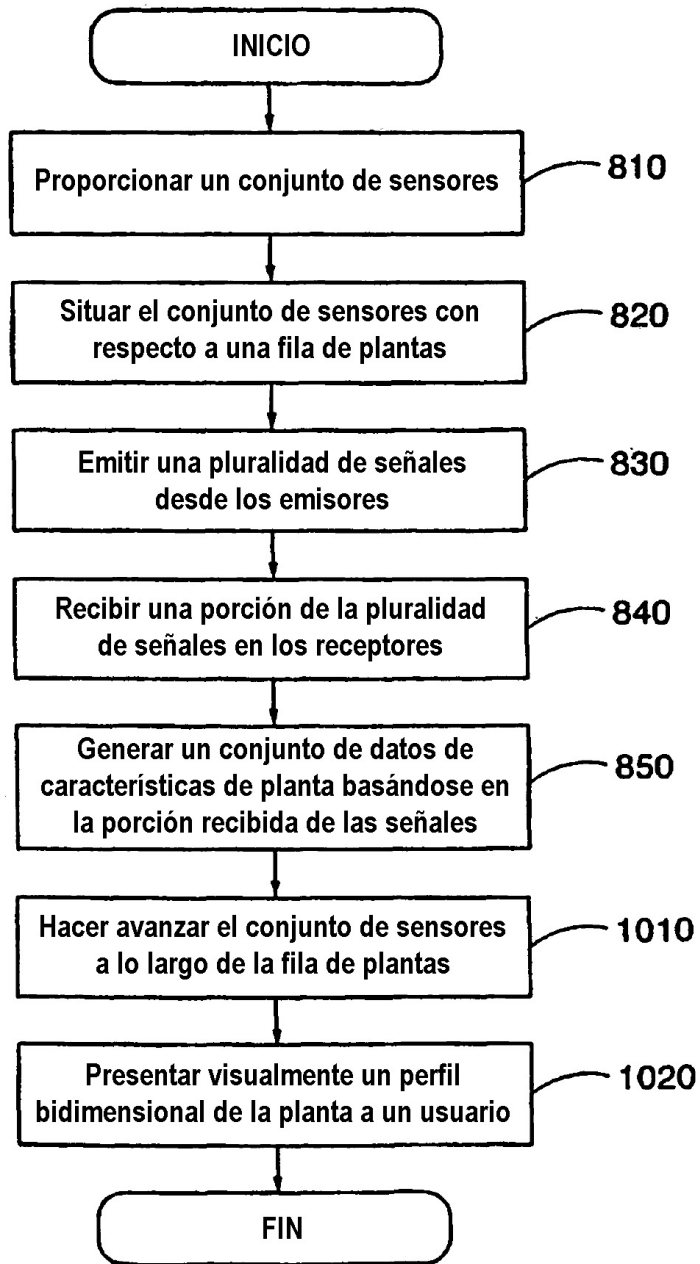 INICIO
Proporcionar un conjunto de sensores
810
Situar el conjunto de sensores con
respecto a una fila de plantas
820
Emitir una pluralidad de señales
desde los emisores
830
Recibir una porción de la pluralidad
de señales en los receptores
840
Generar un conjunto de datos de
características de planta basándose en
la porción recibida de las señales
850
Hacer avanzar el conjunto de sensores
a lo largo de la fila de plantas
1010
Presentar visualmente un perfil
bidimensional de la planta a un usuario
1020
FIN